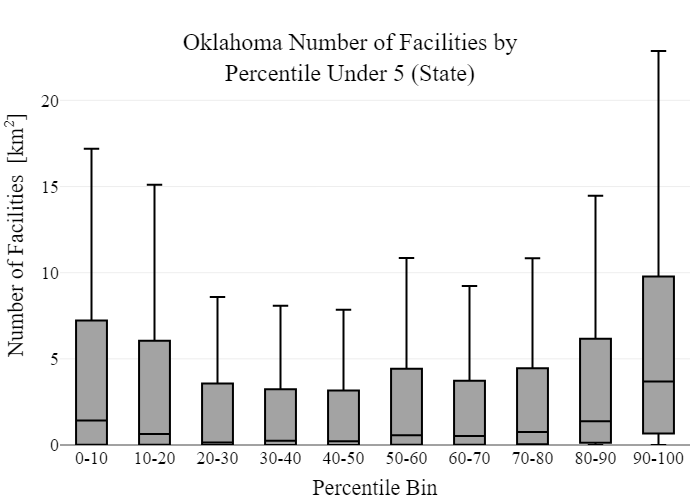 Oklahoma Number of Facilities by
Percentile Under 5 (State)
Number of Facilities [km²]
20
15
10
5
0
0-10 10-20 20-30 30-40 40-50 50-60 60-70 70-80 80-90 90-100
Percentile Bin